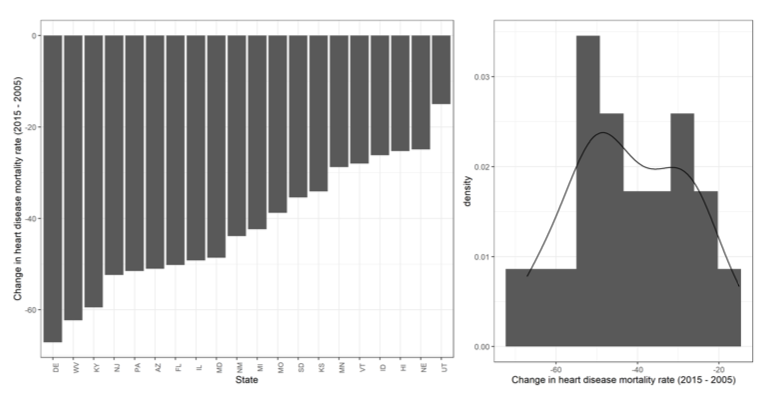 Change in heart disease mortality rate (2015 - 2005)
0
-20
-40
-60
DE WV KY NJ PA AZ FL IL MD NM MI MO SD KS MN VT ID HI NE UT
State
density
0.03
0.02
0.01
0.00
-60 -40 -20
Change in heart disease mortality rate (2015 - 2005)